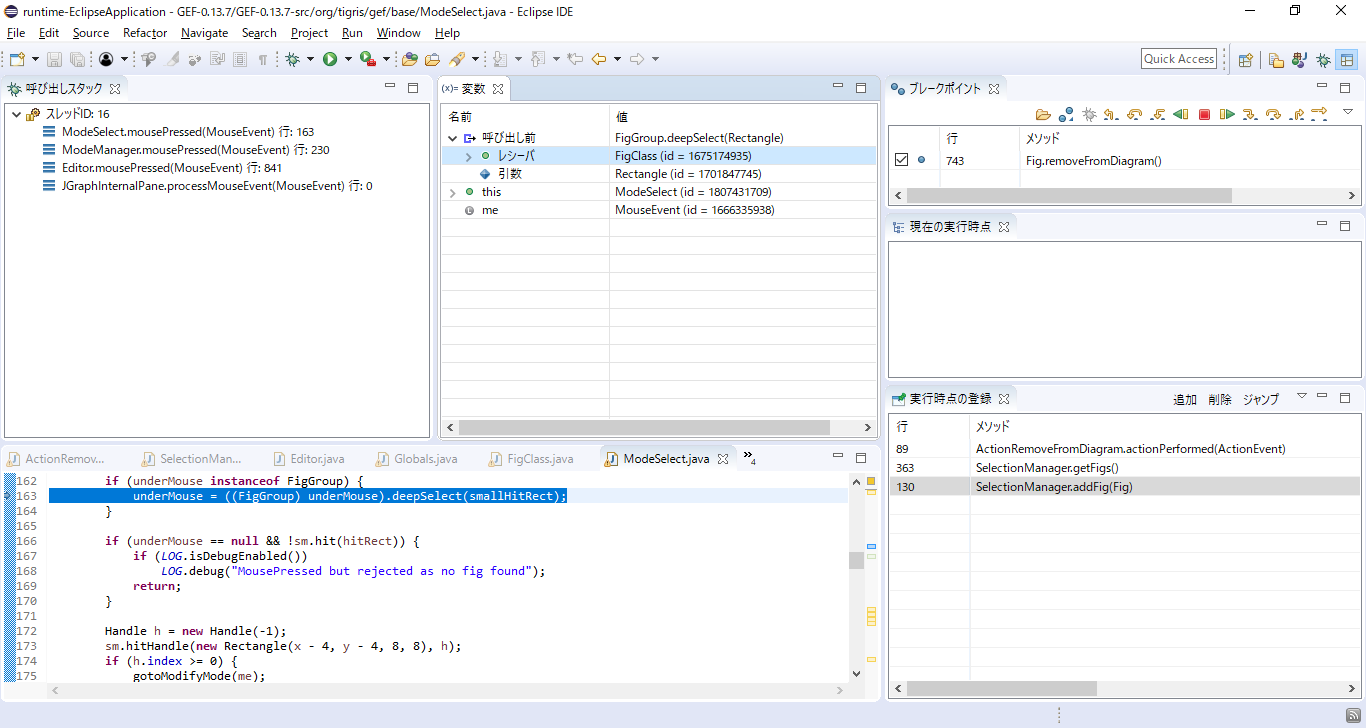 runtime-EclipseApplication - GEF-0.13.7/GEF-0.13.7-src/org/tigris/gef/base/ModeSelect.java - Eclipse IDE
File Edit Source Refactor Navigate Search Project Run Window Help
Quick Access
呼び出しスタック
スレッドID: 16
ModeSelect.mousePressed(MouseEvent) 行: 163
ModeManager.mousePressed(MouseEvent) 行: 230
Editor.mousePressed(MouseEvent) 行: 841
JGraphInternalPane.processMouseEvent(MouseEvent) 行: 0
(x)= 変数
名前 値
呼び出し前 FigGroup.deepSelect(Rectangle)
レシーバ FigClass (id = 1675174935)
引数 Rectangle (id = 1701847745)
this ModeSelect (id = 1807431709)
me MouseEvent (id = 1666335938)
ブレークポイント
行 メソッド
743 Fig.removeFromDiagram()
現在の実行時点
実行時点の登録 追加 削除 ジャンプ
行 メソッド
89 ActionRemoveFromDiagram.actionPerformed(ActionEvent)
363 SelectionManager.getFigs()
130 SelectionManager.addFig(Fig)
ActionRemov... SelectionMan... Editor.java Globals.java FigClass.java ModeSelect.java »4
162 if (underMouse instanceof FigGroup) {
163 underMouse = ((FigGroup) underMouse).deepSelect(smallHitRect);
164 }
165
166 if (underMouse == null && !sm.hit(hitRect)) {
167 if (LOG.isDebugEnabled())
168 LOG.debug("MousePressed but rejected as no fig found");
169 return;
170 }
171
172 Handle h = new Handle(-1);
173 sm.hitHandle(new Rectangle(x - 4, y - 4, 8, 8), h);
174 if (h.index >= 0) {
175 gotoModifyMode(me);